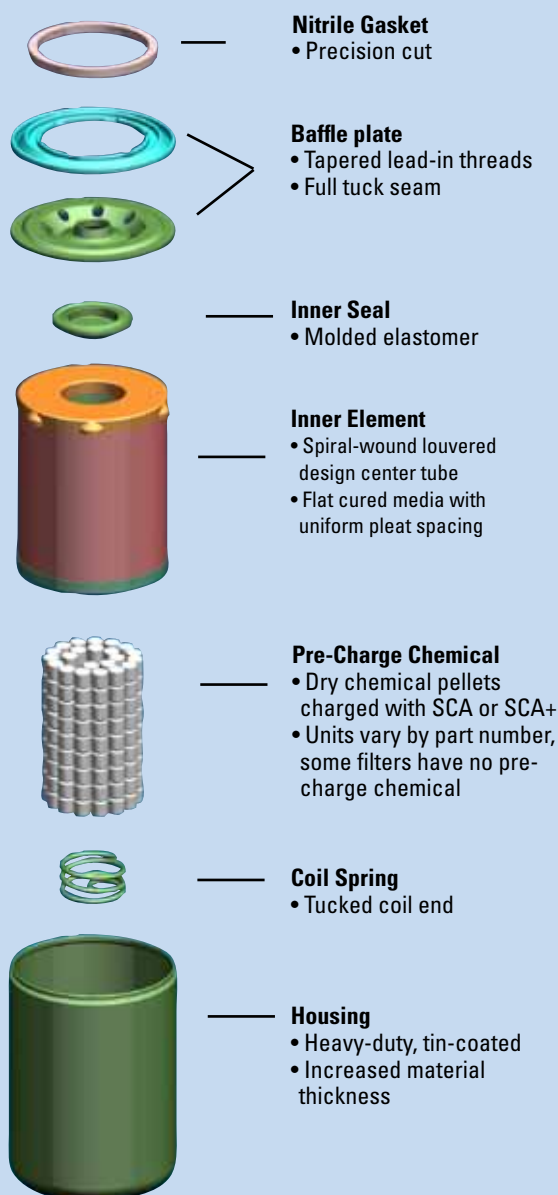 Nitrile Gasket
• Precision cut
Baffle plate
• Tapered lead-in threads
• Full tuck seam
Inner Seal
• Molded elastomer
Inner Element
• Spiral-wound louvered
design center tube
• Flat cured media with
uniform pleat spacing
Pre-Charge Chemical
• Dry chemical pellets
charged with SCA or SCA+
• Units vary by part number,
some filters have no pre-
charge chemical
Coil Spring
• Tucked coil end
Housing
• Heavy-duty, tin-coated
• Increased material
thickness